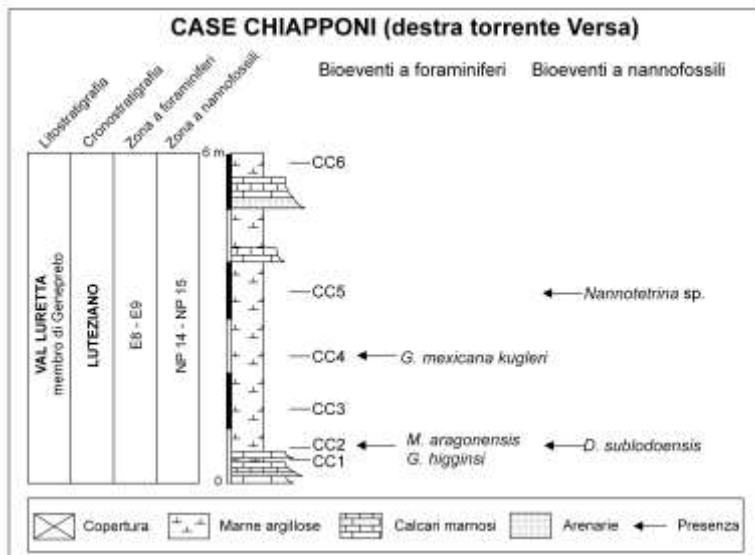 CASE CHIAPPONI (destra torrente Versa)
Litostratigrafia
Cronostratigrafia
Zona a foraminiferi
Zona a nannofossili
Bioeventi a foraminiferi
Bioeventi a nannofossili
6 m
CC6
VAL LURETTA
membro di Genepreto
LUTEZIANO
E8 - E9
NP 14 - NP 15
CC5
Nannotetrina sp.
CC4
G. mexicana kugleri
CC3
CC2
M. aragonensis
D. sublodoensis
CC1
G. higginsi
0
Copertura
Marne argillose
Calcari marnosi
Arenarie
Presenza